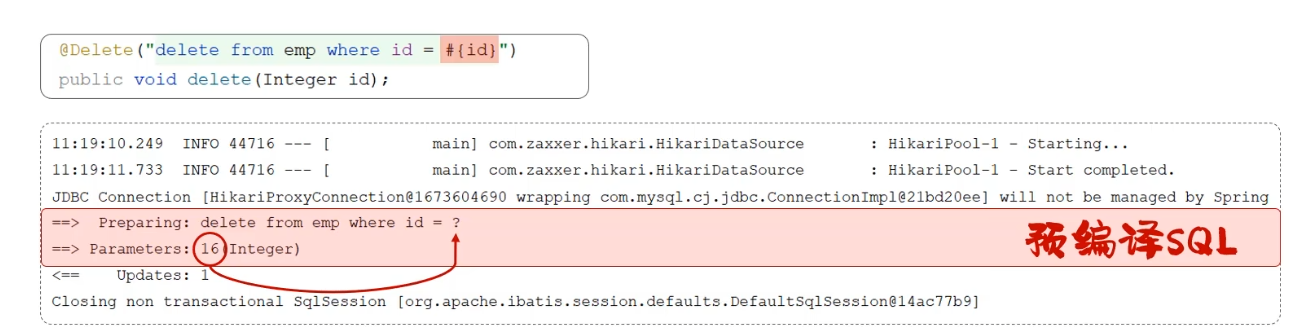 @Delete("delete from emp where id = #{id}")
public void delete(Integer id);
11:19:10.249  INFO 44716 --- [           main] com.zaxxer.hikari.HikariDataSource       : HikariPool-1 - Starting...
11:19:11.733  INFO 44716 --- [           main] com.zaxxer.hikari.HikariDataSource       : HikariPool-1 - Start completed.
JDBC Connection [HikariProxyConnection@1673604690 wrapping com.mysql.cj.jdbc.ConnectionImpl@21bd20ee] will not be managed by Spring
==>  Preparing: delete from emp where id = ?
==> Parameters: 16(Integer)
预编译SQL
<==    Updates: 1
Closing non transactional SqlSession [org.apache.ibatis.session.defaults.DefaultSqlSession@14ac77b9]